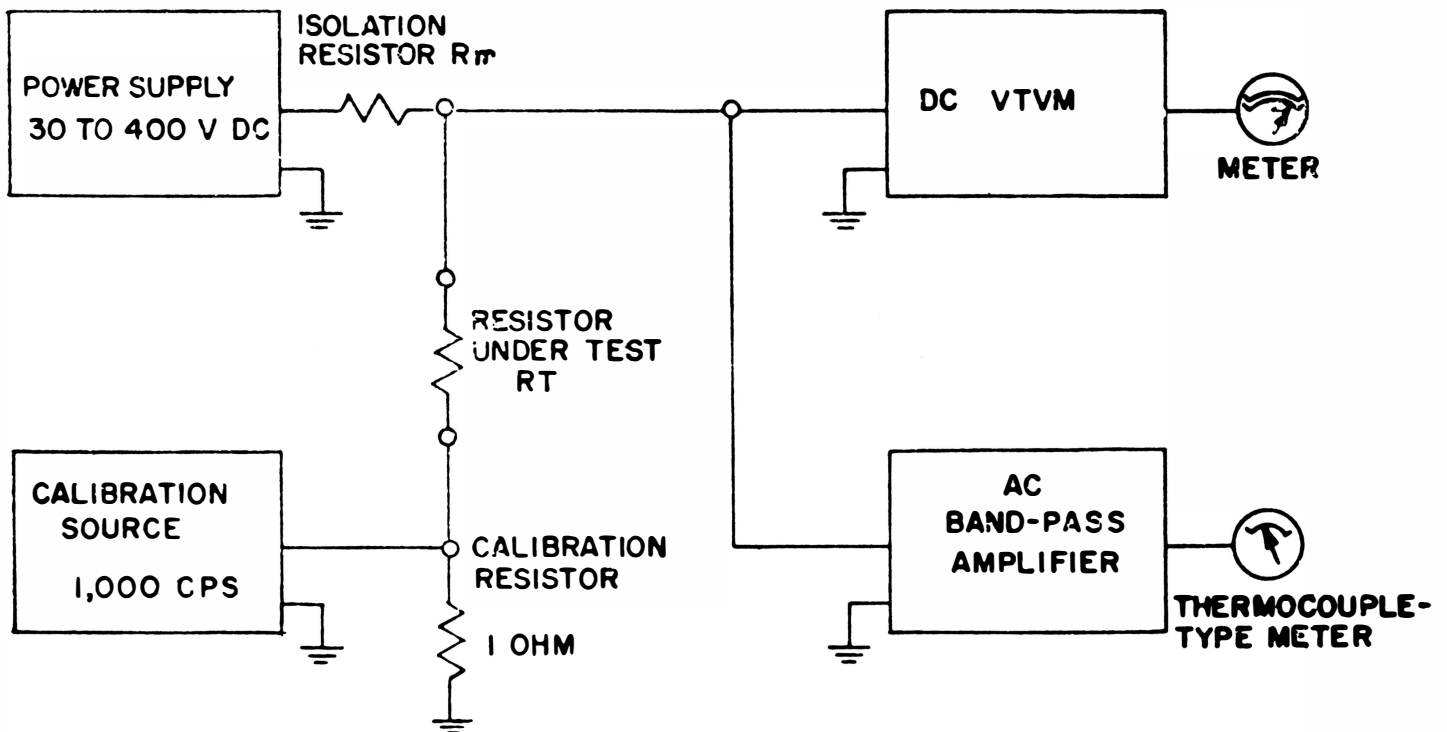 ISOLATION
RESISTOR Rm
POWER SUPPLY
30 TO 400 V DC
DC VTVM
METER
RESISTOR
UNDER TEST
RT
CALIBRATION
SOURCE
1,000 CPS
CALIBRATION
RESISTOR
1 OHM
AC
BAND-PASS
AMPLIFIER
THERMOCOUPLE-
TYPE METER